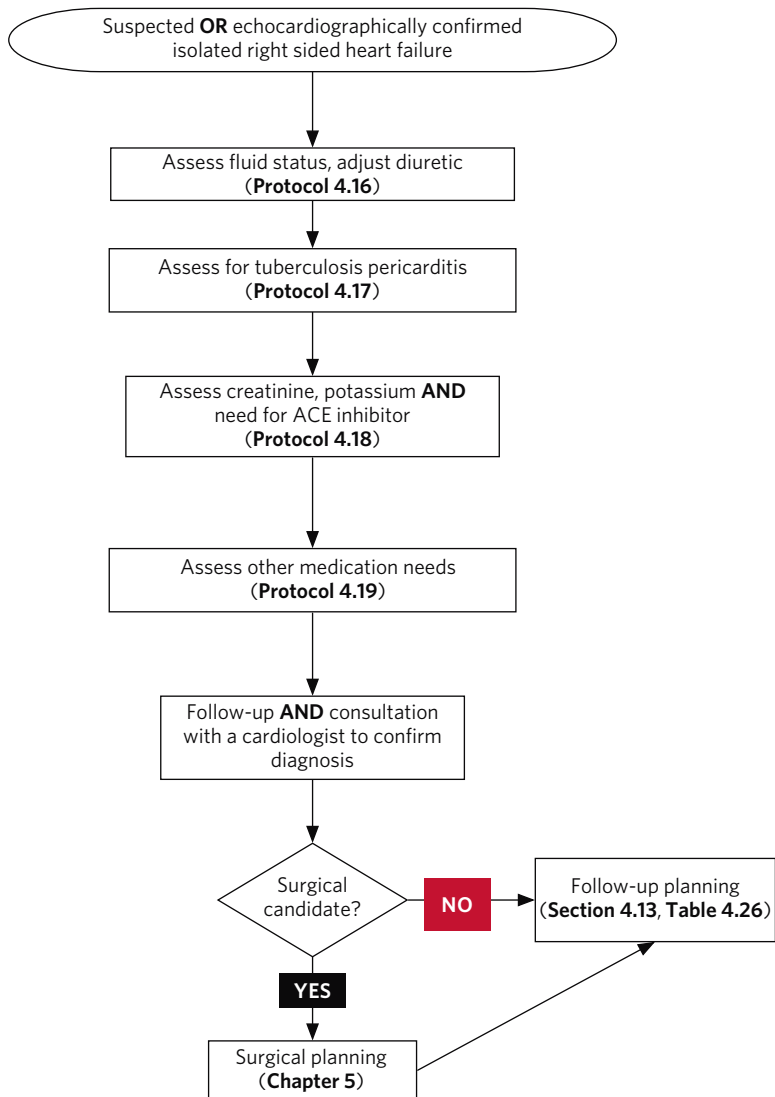 Suspected OR echocardiographically confirmed
isolated right sided heart failure
Assess fluid status, adjust diuretic
(Protocol 4.16)
Assess for tuberculosis pericarditis
(Protocol 4.17)
Assess creatinine, potassium AND
need for ACE inhibitor
(Protocol 4.18)
Assess other medication needs
(Protocol 4.19)
Follow-up AND consultation
with a cardiologist to confirm
diagnosis
Surgical
candidate?
NO
Follow-up planning
(Section 4.13, Table 4.26)
YES
Surgical planning
(Chapter 5)